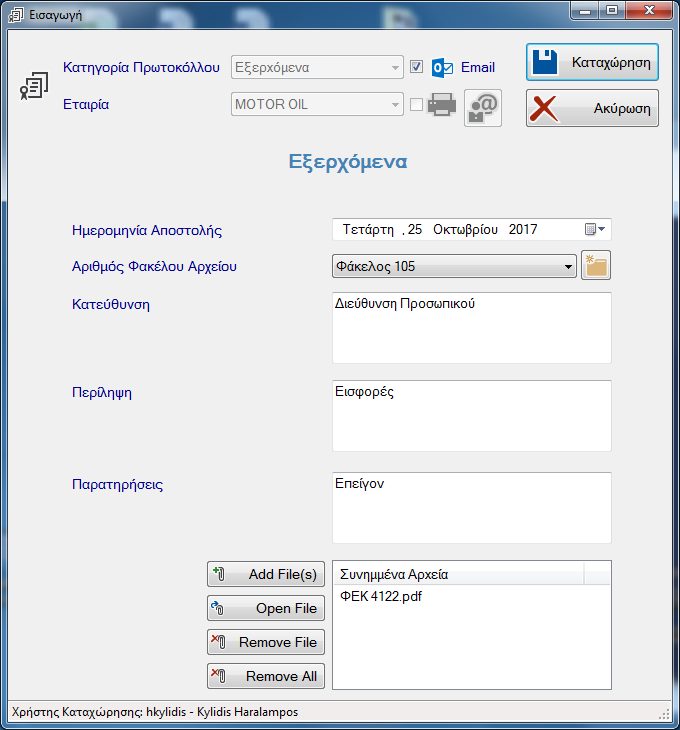 Εισαγωγή
Κατηγορία Πρωτοκόλλου Εξερχόμενα Email Καταχώρηση
Εταιρία MOTOR OIL Ακύρωση
Εξερχόμενα
Ημερομηνία Αποστολής Τετάρτη , 25 Οκτωβρίου 2017
Αριθμός Φακέλου Αρχείου Φάκελος 105
Κατεύθυνση Διεύθυνση Προσωπικού
Περίληψη Εισφορές
Παρατηρήσεις Επείγον
Add File(s) Συνημμένα Αρχεία
ΦΕΚ 4122.pdf
Open File
Remove File
Remove All
Χρήστης Καταχώρησης: hkylidis - Kylidis Haralampos